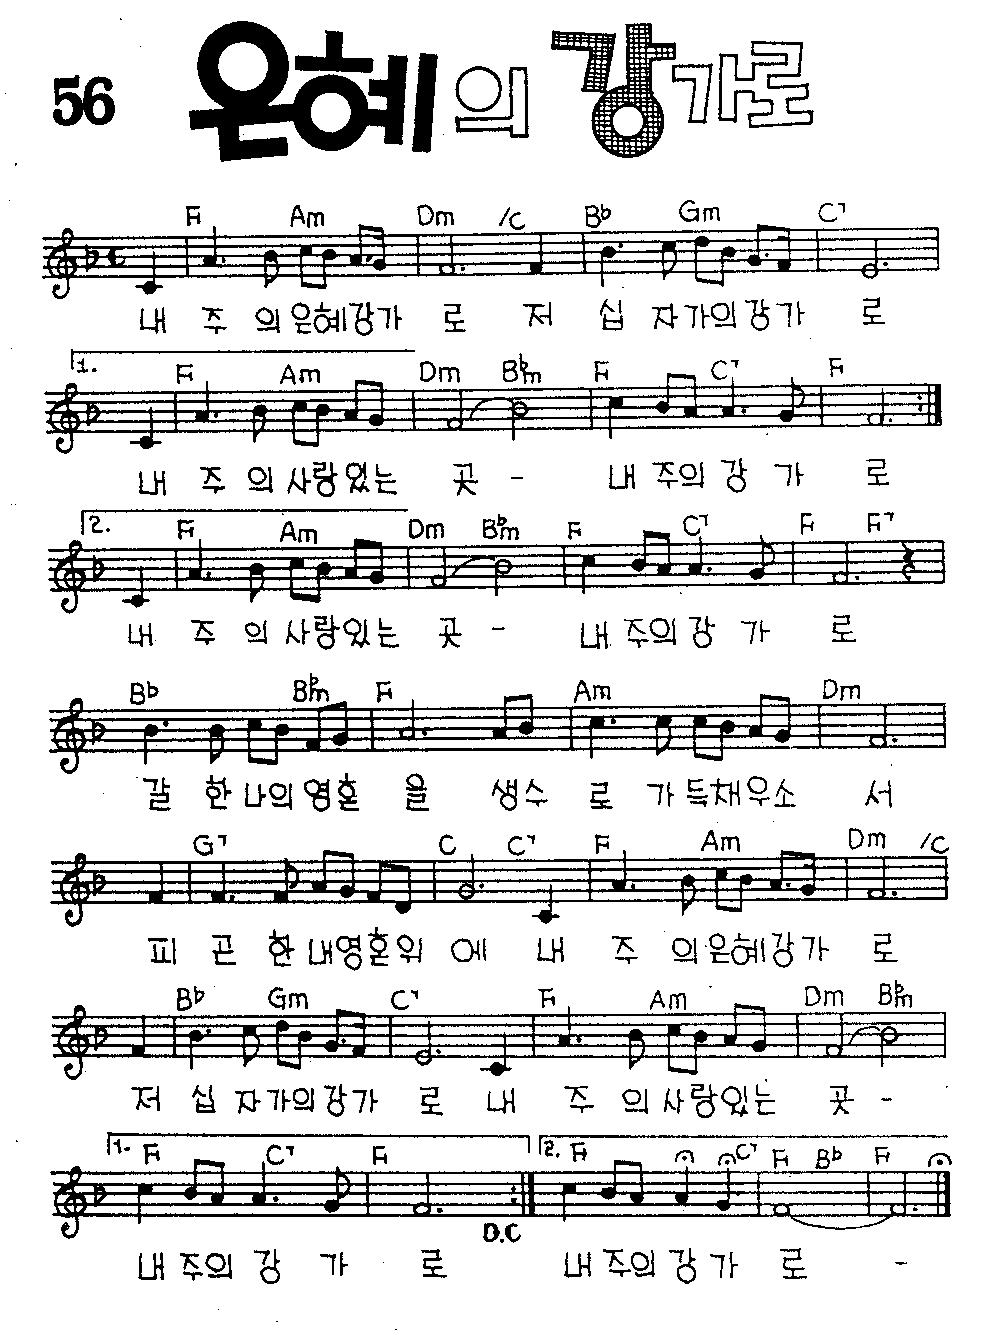 56 은혜의 강가로
F Am Dm /C B♭ Gm C7
내 주 의 은혜강가 로 저 십 자가의강가 로
1. F Am Dm B♭m F C7 F
내 주 의 사랑있는 곳 - 내 주의 강 가 로
2. F Am Dm B♭m F C7 F F7
내 주 의 사랑있는 곳 - 내 주의강 가 로
B♭ B♭m F Am Dm
갈 한 나의 영혼 을 생수 로 가 득채우소 서
G7 C C7 F Am Dm /C
피 곤 한 내영혼위 에 내 주 의은혜강가 로
B♭ Gm C7 F Am Dm B♭m
저 십 자가의강가 로 내 주 의 사랑있는 곳 -
1. F C7 F 2. F C7 F B♭ F
D.C
내 주의 강 가 로 내 주의 강 가 로 -